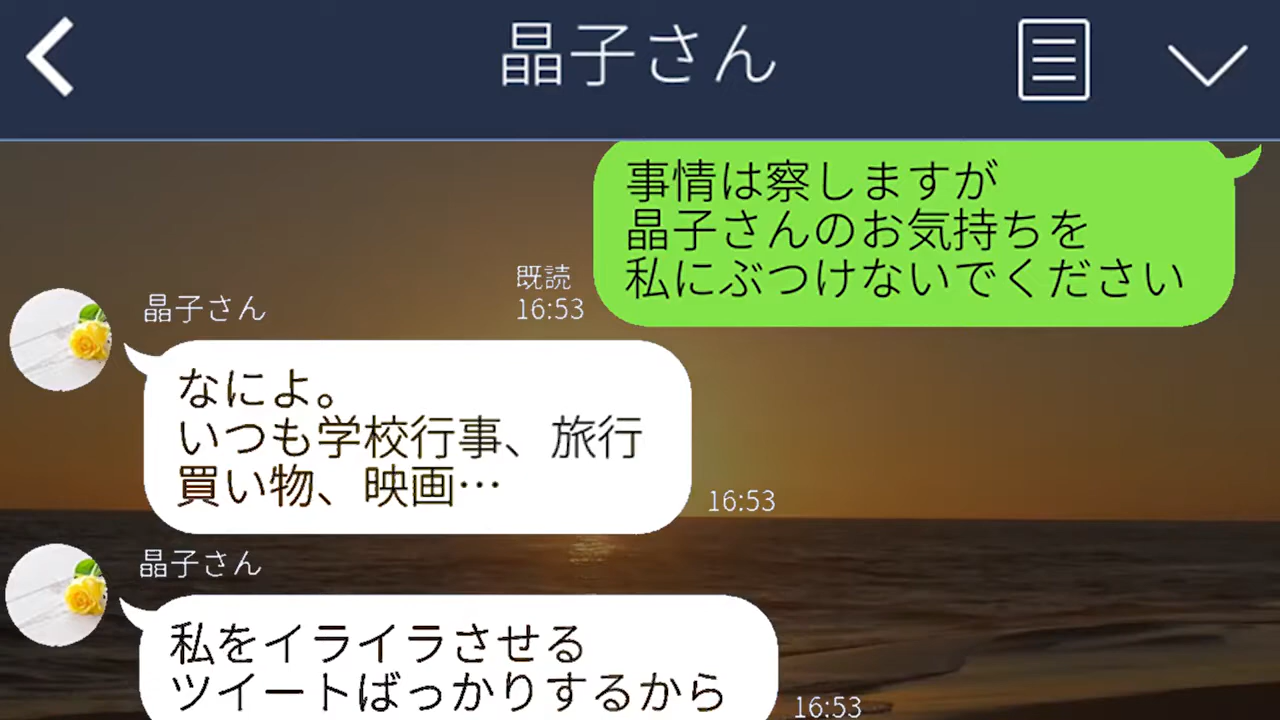 晶子さん
事情は察しますが
晶子さんのお気持ちを
私にぶつけないでください
既読
16:53
晶子さん
なによ。
いつも学校行事、旅行
買い物、映画…
16:53
晶子さん
私をイライラさせる
ツイートばっかりするから
16:53